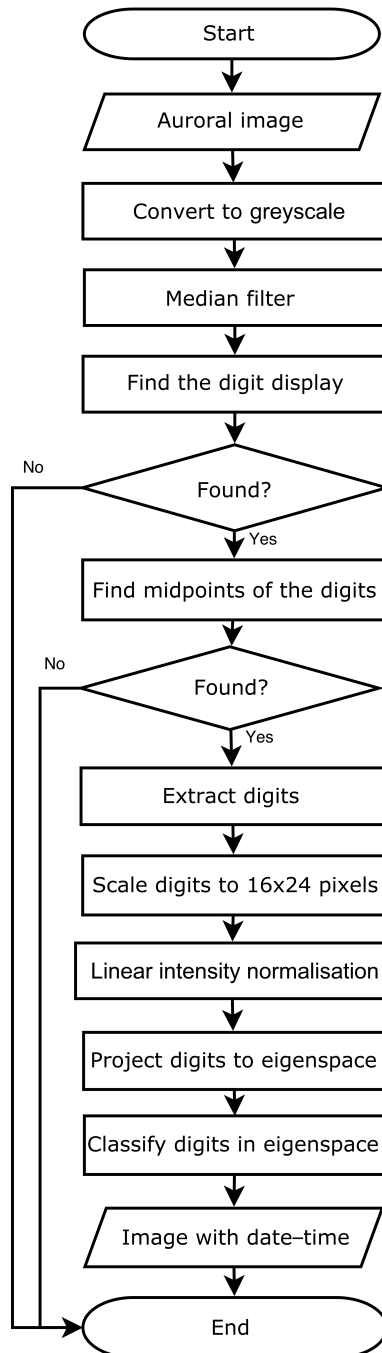 Start
Auroral image
Convert to greyscale
Median filter
Find the digit display
No
Found?
Yes
Find midpoints of the digits
No
Found?
Yes
Extract digits
Scale digits to 16x24 pixels
Linear intensity normalisation
Project digits to eigenspace
Classify digits in eigenspace
Image with date–time
End